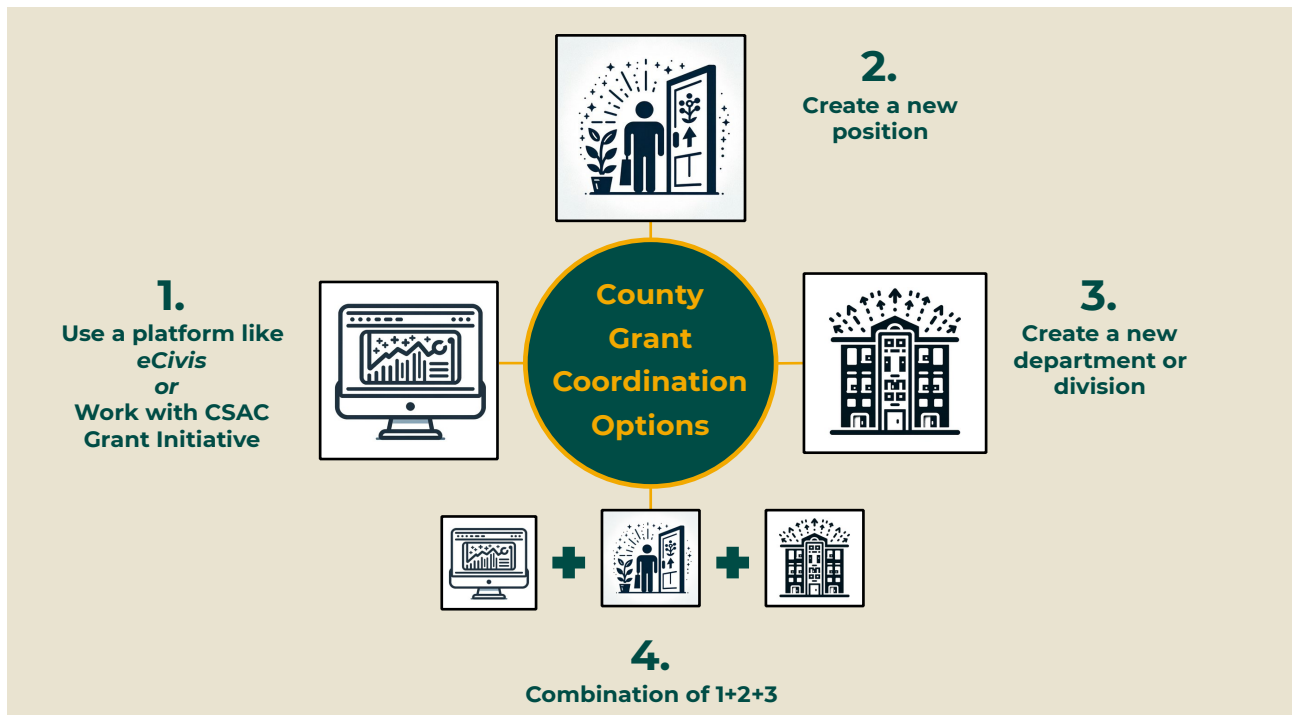 2.
Create a new
position
1.
Use a platform like
eCivis
or
Work with CSAC
Grant Initiative
County
Grant
Coordination
Options
3.
Create a new
department or
division
4.
Combination of 1+2+3